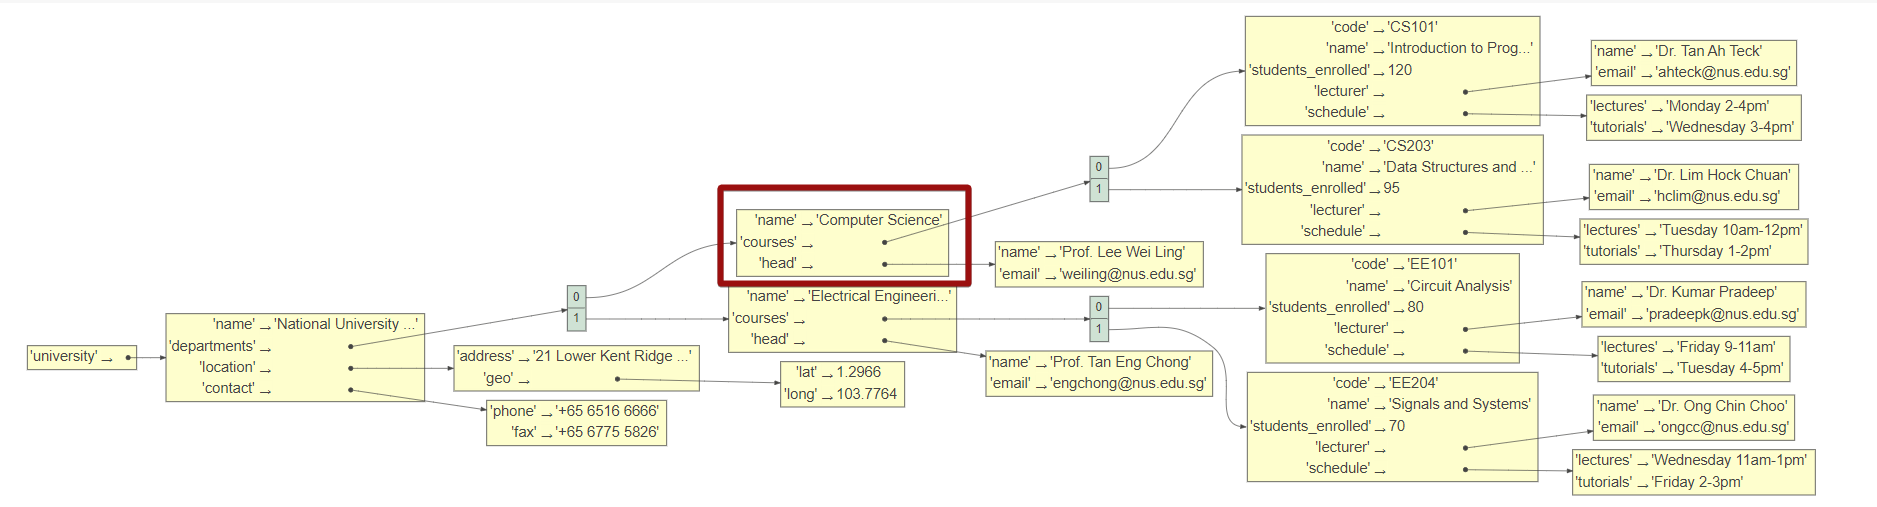 'university' →
'name' → 'National University ...'
'departments' →
'location' →
'contact' →
'address' → '21 Lower Kent Ridge ...'
'geo' →
'phone' → '+65 6516 6666'
'fax' → '+65 6775 5826'
'lat' → 1.2966
'long' → 103.7764
0
1
'name' → 'Computer Science'
'courses' →
'head' →
'name' → 'Electrical Engineeri...'
'courses' →
'head' →
'name' → 'Prof. Lee Wei Ling'
'email' → 'weiling@nus.edu.sg'
'name' → 'Prof. Tan Eng Chong'
'email' → 'engchong@nus.edu.sg'
0
1
0
1
'code' → 'CS101'
'name' → 'Introduction to Prog...'
'students_enrolled' → 120
'lecturer' →
'schedule' →
'name' → 'Dr. Tan Ah Teck'
'email' → 'ahteck@nus.edu.sg'
'lectures' → 'Monday 2-4pm'
'tutorials' → 'Wednesday 3-4pm'
'code' → 'CS203'
'name' → 'Data Structures and ...'
'students_enrolled' → 95
'lecturer' →
'schedule' →
'name' → 'Dr. Lim Hock Chuan'
'email' → 'hclim@nus.edu.sg'
'lectures' → 'Tuesday 10am-12pm'
'tutorials' → 'Thursday 1-2pm'
'code' → 'EE101'
'name' → 'Circuit Analysis'
'students_enrolled' → 80
'lecturer' →
'schedule' →
'name' → 'Dr. Kumar Pradeep'
'email' → 'pradeepk@nus.edu.sg'
'lectures' → 'Friday 9-11am'
'tutorials' → 'Tuesday 4-5pm'
'code' → 'EE204'
'name' → 'Signals and Systems'
'students_enrolled' → 70
'lecturer' →
'schedule' →
'name' → 'Dr. Ong Chin Choo'
'email' → 'ongcc@nus.edu.sg'
'lectures' → 'Wednesday 11am-1pm'
'tutorials' → 'Friday 2-3pm'